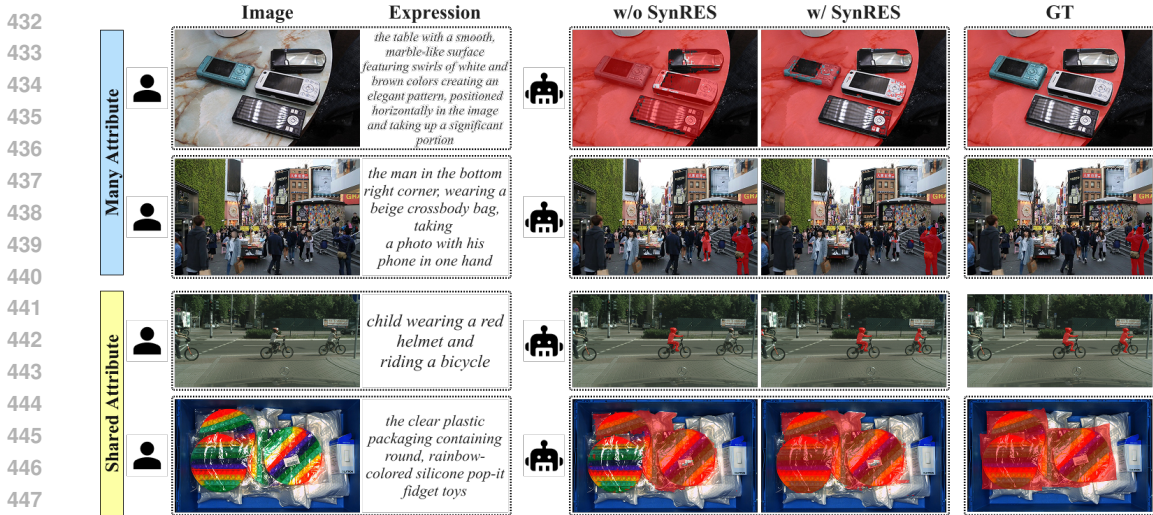 432
433
434
435
436
437
438
439
440
441
442
443
444
445
446
447
Image Expression w/o SynRES w/ SynRES GT
Many Attribute
the table with a smooth,
marble-like surface
featuring swirls of white and
brown colors creating an
elegant pattern, positioned
horizontally in the image
and taking up a significant
portion
the man in the bottom
right corner, wearing a
beige crossbody bag,
taking
a photo with his
phone in one hand
Shared Attribute
child wearing a red
helmet and
riding a bicycle
the clear plastic
packaging containing
round, rainbow-
colored silicone pop-it
fidget toys